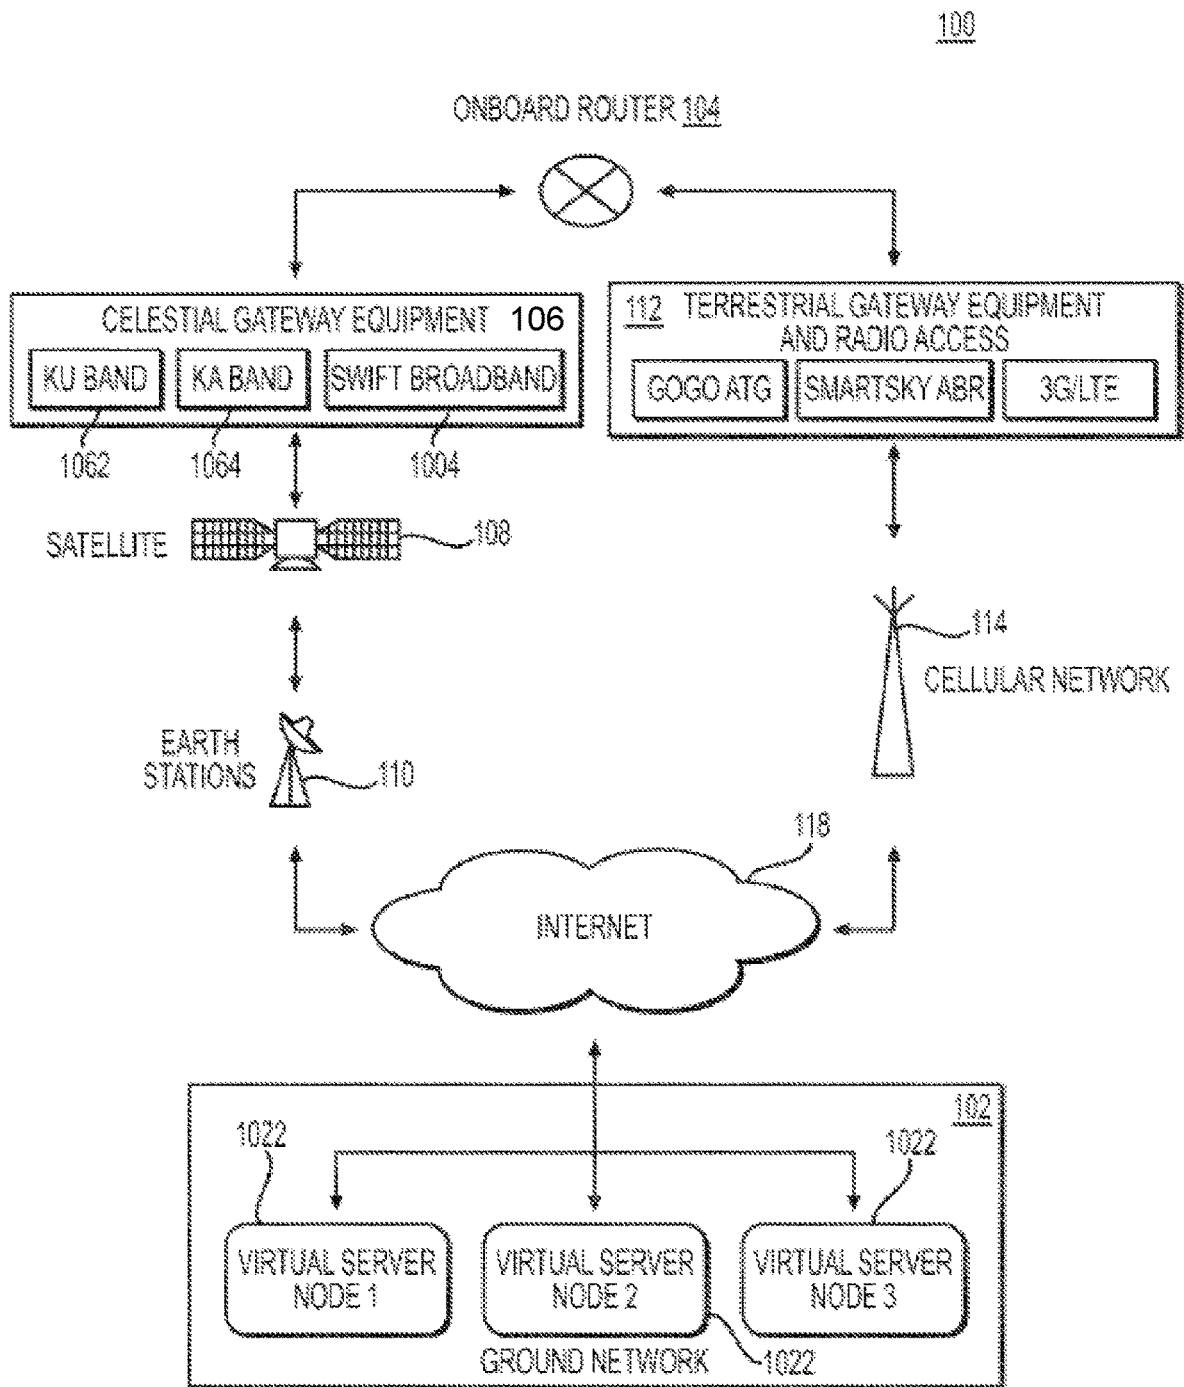 100
ONBOARD ROUTER 104
CELESTIAL GATEWAY EQUIPMENT 106
KU BAND
KA BAND
SWIFT BROADBAND
1062
1064
1004
112 TERRESTRIAL GATEWAY EQUIPMENT
AND RADIO ACCESS
GOGO ATG
SMARTSKY ABR
3G/LTE
SATELLITE
108
114
CELLULAR NETWORK
EARTH
STATIONS
110
118
INTERNET
102
1022
1022
VIRTUAL SERVER
NODE 1
VIRTUAL SERVER
NODE 2
VIRTUAL SERVER
NODE 3
GROUND NETWORK
1022